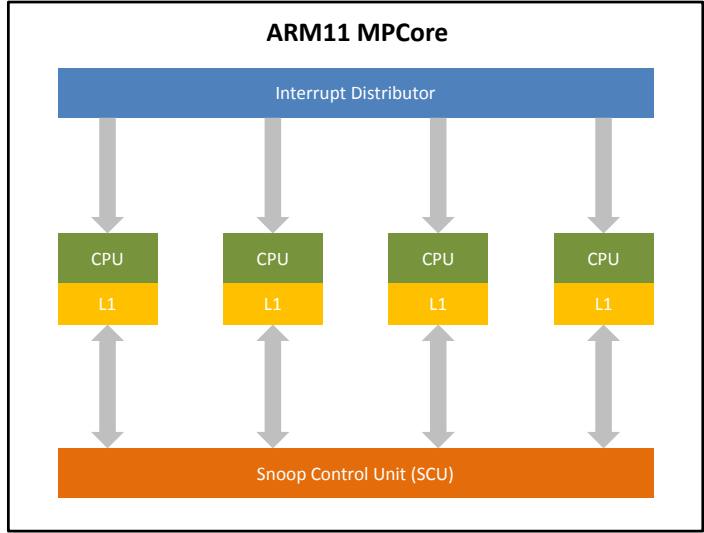 ARM11 MPCore
Interrupt Distributor
CPU CPU CPU CPU
L1 L1 L1 L1
Snoop Control Unit (SCU)